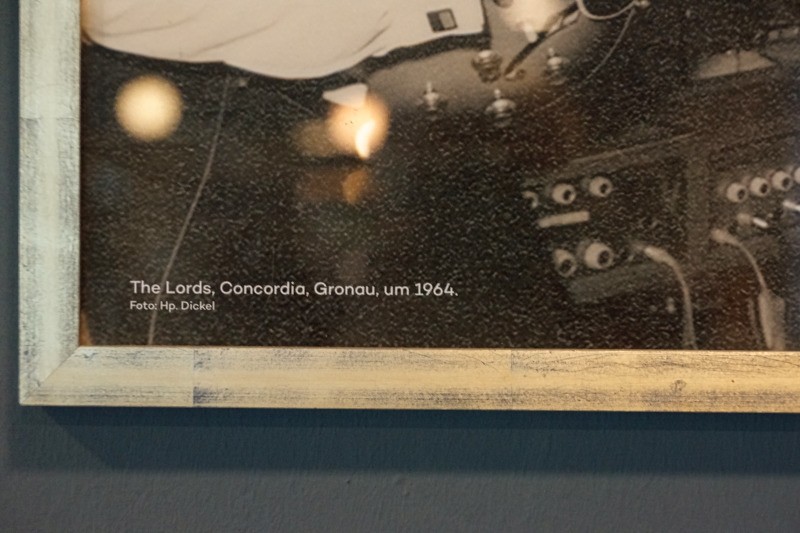 The Lords, Concordia, Gronau, um 1964.
Foto: Hp. Dickel